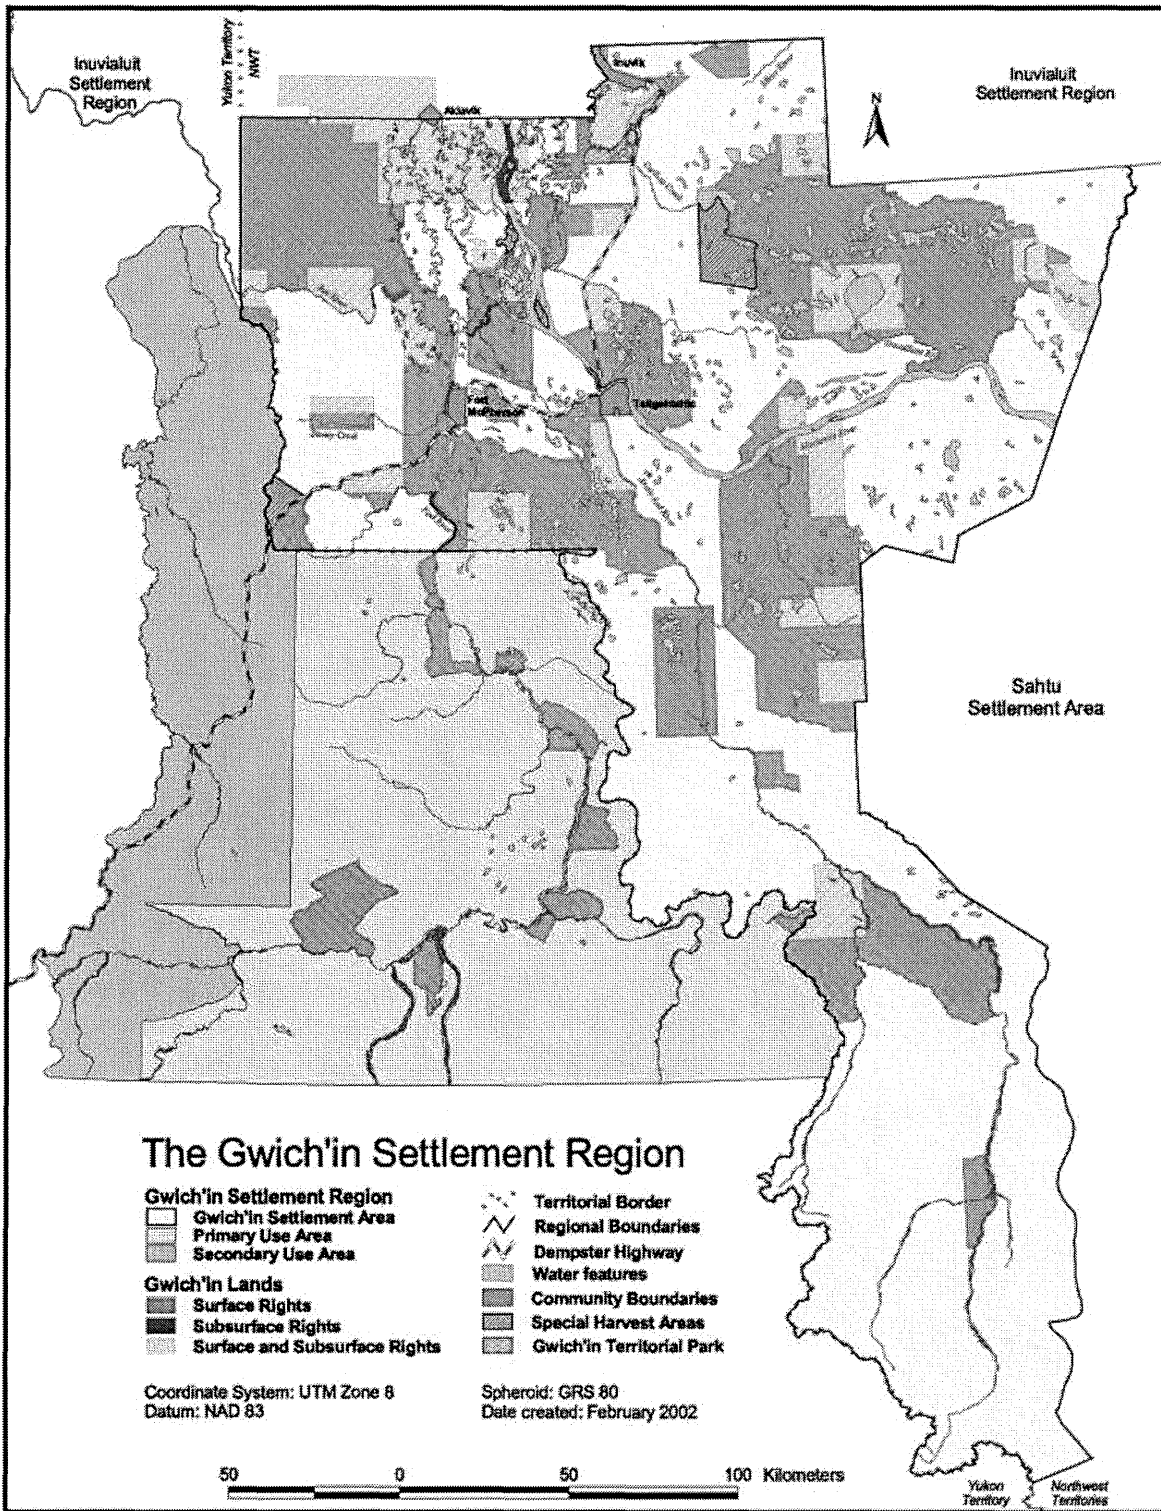 Inuvialuit
Settlement
Region
Yukon Territory
NWT
Inuvik
Inuvialuit
Settlement Region
N
Aklavik
Fort
McPherson
Tsiigehtchic
Sahtu
Settlement Area
The Gwich'in Settlement Region
Gwich'in Settlement Region
Gwich'in Settlement Area
Primary Use Area
Secondary Use Area
Gwich'in Lands
Surface Rights
Subsurface Rights
Surface and Subsurface Rights
Territorial Border
Regional Boundaries
Dempster Highway
Water features
Community Boundaries
Special Harvest Areas
Gwich'in Territorial Park
Coordinate System: UTM Zone 8
Datum: NAD 83
Spheroid: GRS 80
Date created: February 2002
50 0 50 100 Kilometers
Yukon
Territory
Northwest
Territories